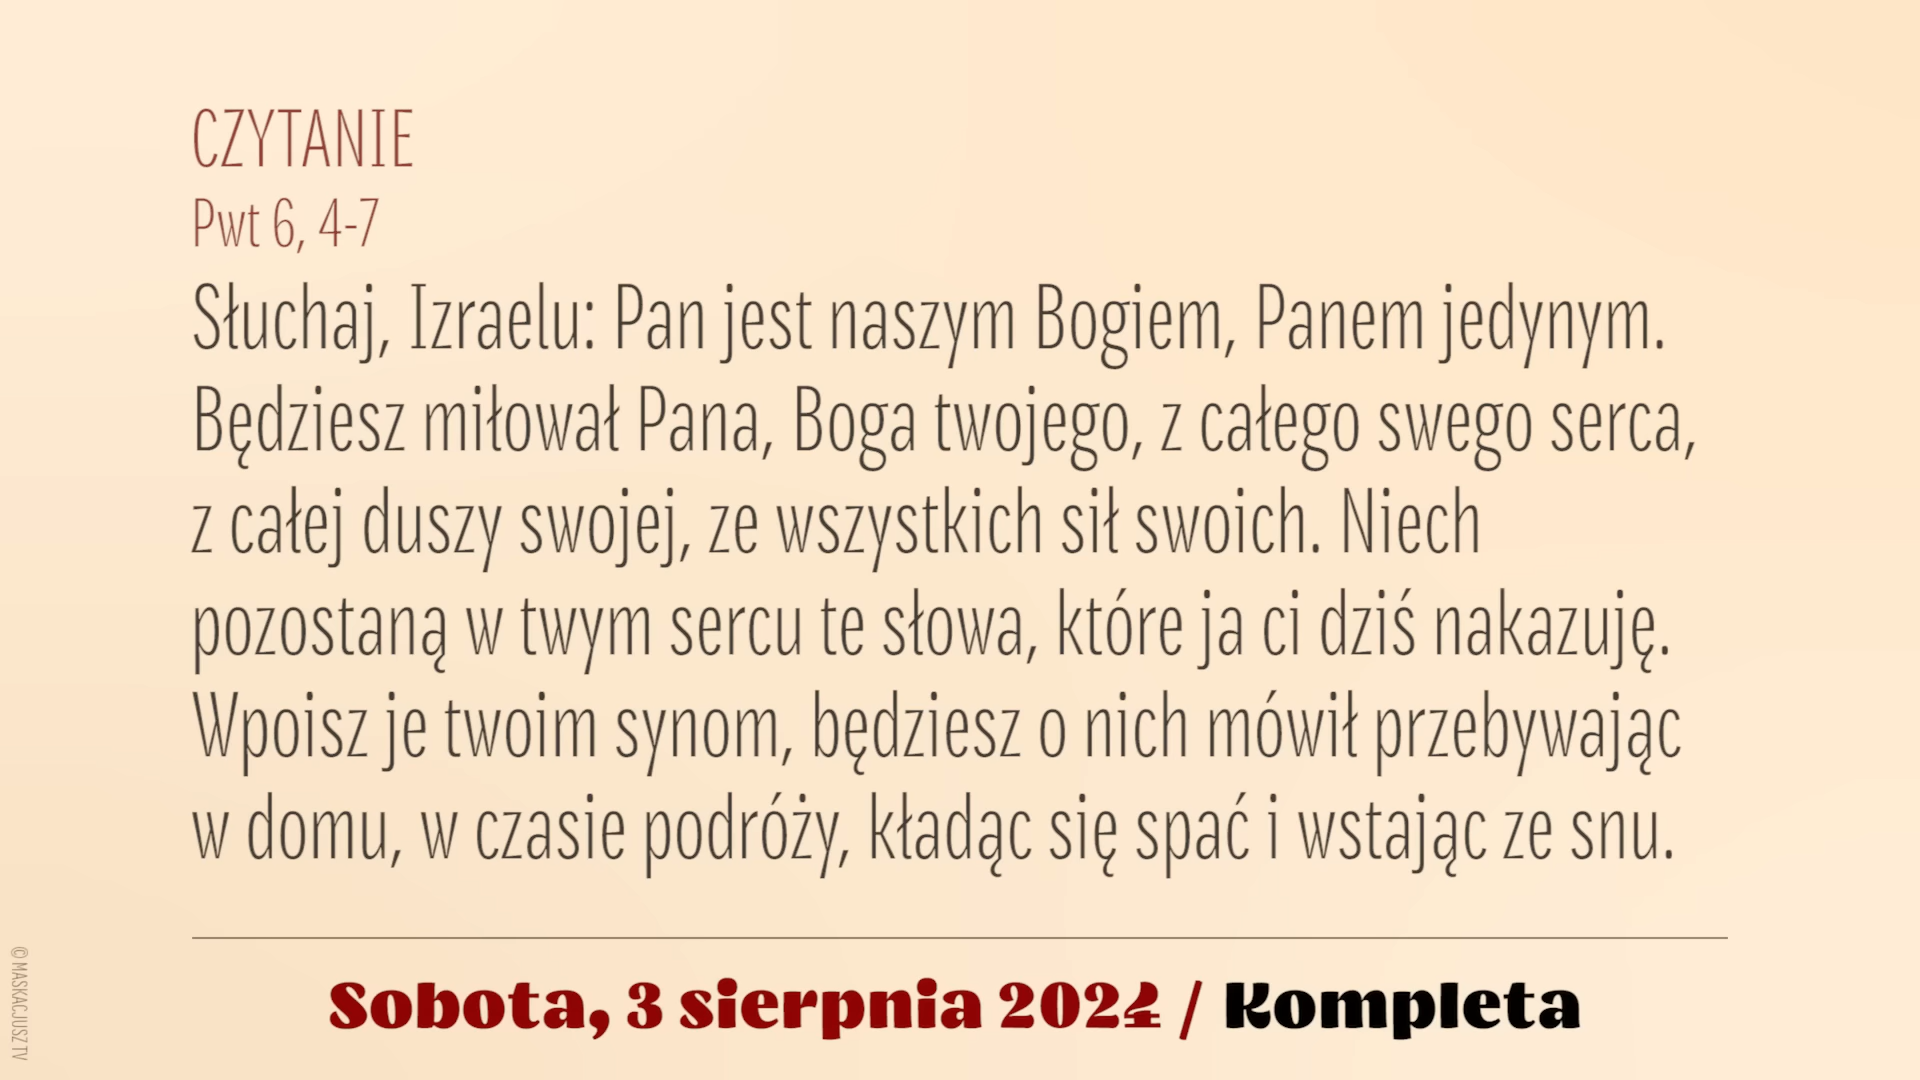 CZYTANIE
Pwt 6, 4-7
Słuchaj, Izraelu: Pan jest naszym Bogiem, Panem jedynym.
Będziesz miłował Pana, Boga twojego, z całego swego serca,
z całej duszy swojej, ze wszystkich sił swoich. Niech
pozostaną w twym sercu te słowa, które ja ci dziś nakazuję.
Wpoisz je twoim synom, będziesz o nich mówił przebywając
w domu, w czasie podróży, kładąc się spać i wstając ze snu.
Sobota, 3 sierpnia 2024 / Kompleta
© MASKACJUSZ TV